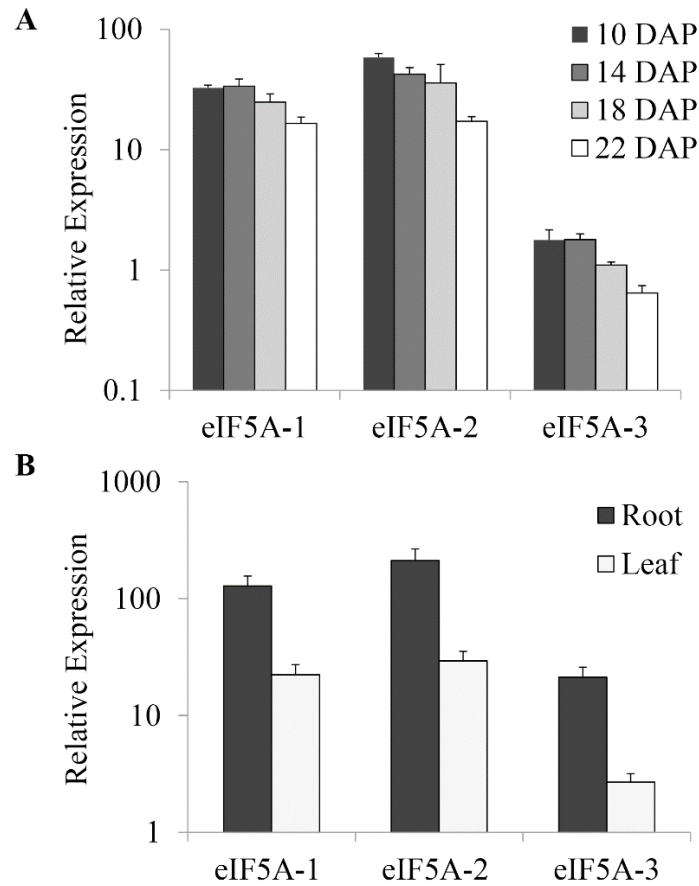 A
Relative Expression
100
10
1
0.1
10 DAP
14 DAP
18 DAP
22 DAP
eIF5A-1 eIF5A-2 eIF5A-3
B
Relative Expression
1000
100
10
1
Root
Leaf
eIF5A-1 eIF5A-2 eIF5A-3